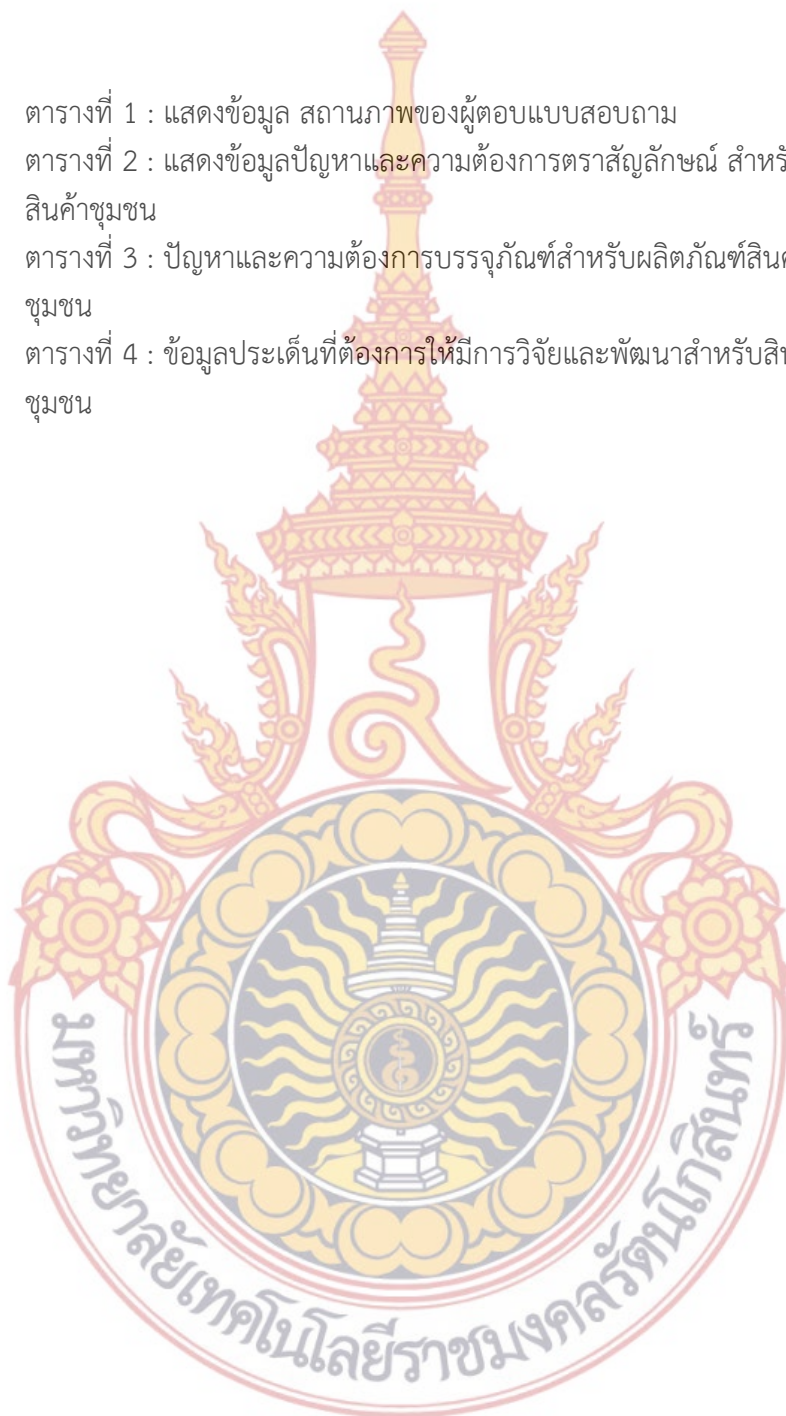 ตารางที่ 1 : แสดงข้อมูล สถานภาพของผู้ตอบแบบสอบถาม
ตารางที่ 2 : แสดงข้อมูลปัญหาและความต้องการตราสัญลักษณ์
สินค้าชุมชน
ตารางที่ 3 : ปัญหาและความต้องการบรรจุภัณฑ์สำหรับผลิตภัณฑ์
ชุมชน
ตารางที่ 4 : ข้อมูลประเด็นที่ต้องการให้มีการวิจัยและพัฒนาสำหรับ
ชุมชน
มหาวิทยาลัยเทคโนโลยีราชมงคลรัตนโกสินทร์